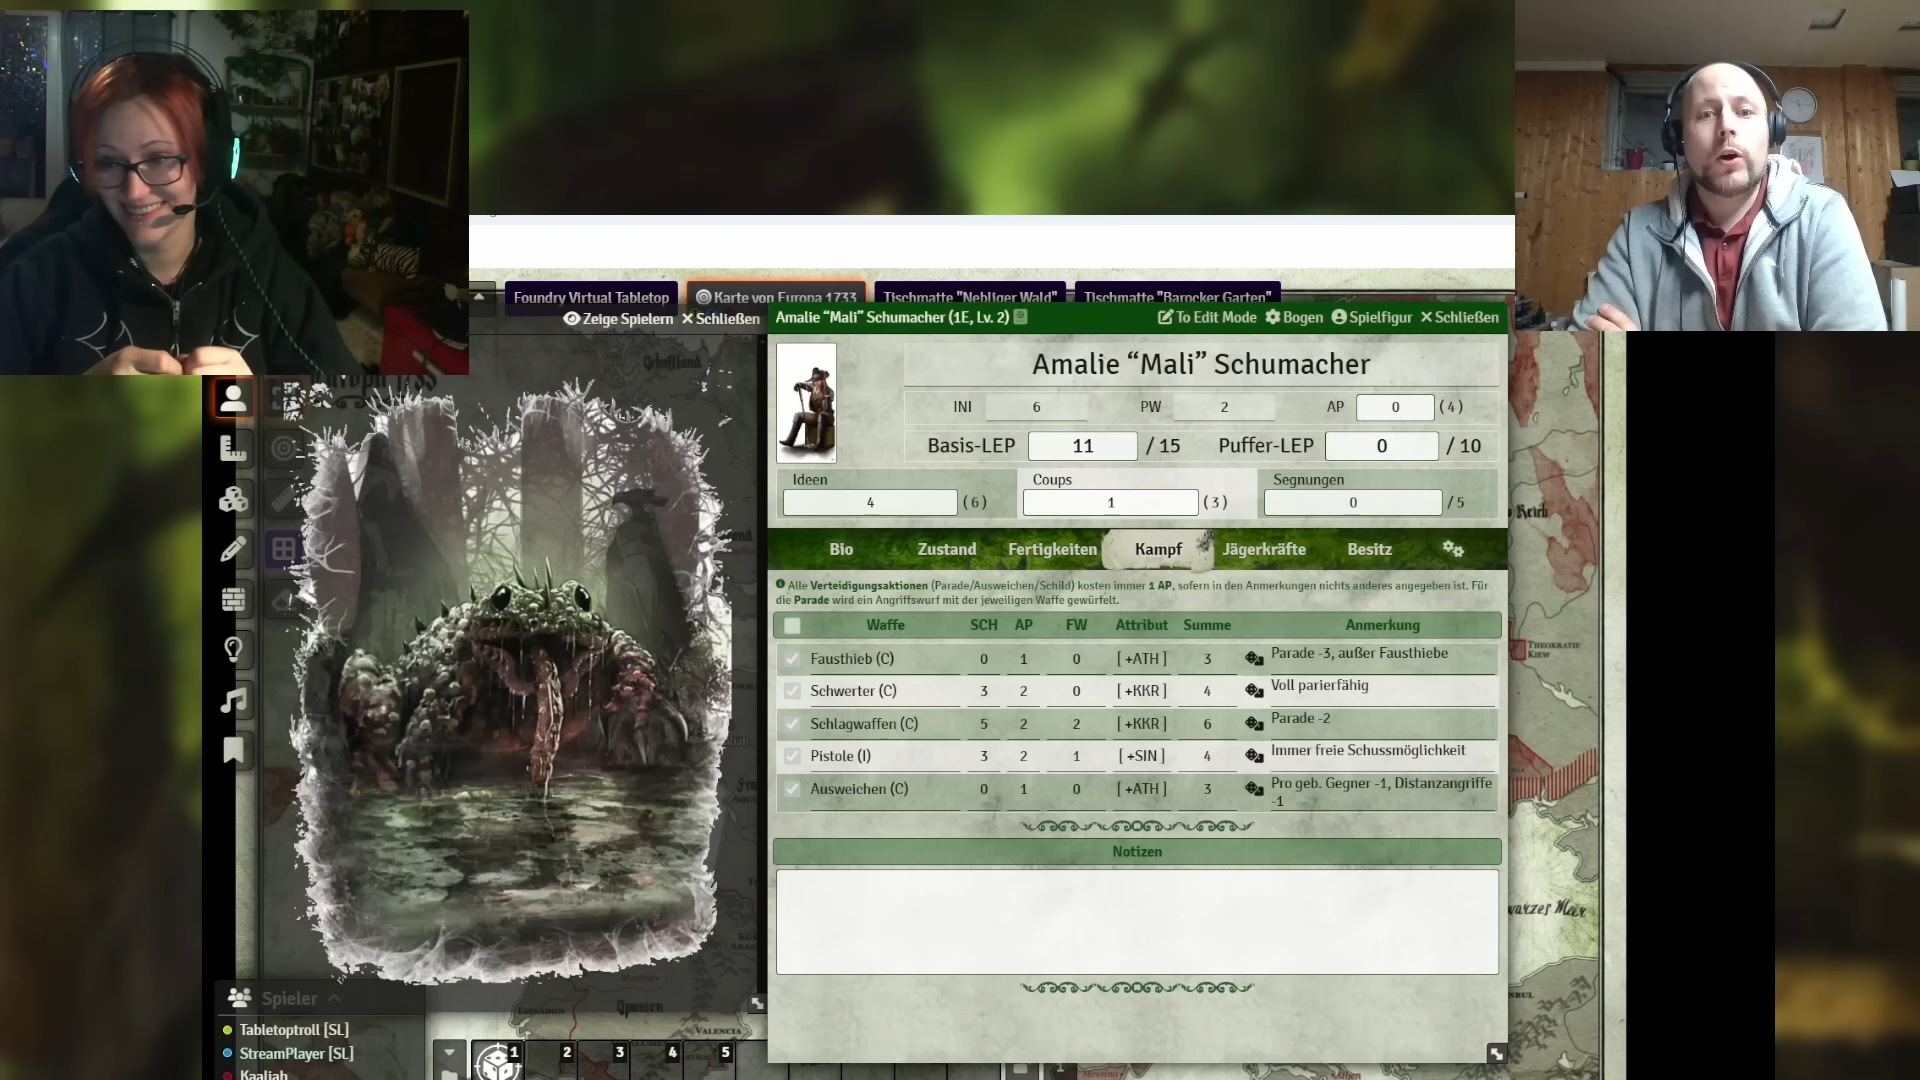 Foundry Virtual Tabletop
Karte von Europa 1733
Tischmatte "Nebliger Wald"
Tischmatte "Barocker Garten"
Zeige Spielern
Schließen
Amalie “Mali” Schumacher (1E, Lv. 2)
To Edit Mode
Bogen
Spielfigur
Schließen
Amalie “Mali” Schumacher
INI 6 PW 2 AP 0 (4)
Basis-LEP 11 / 15 Puffer-LEP 0 / 10
Ideen Coups Segnungen
4 (6) 1 (3) 0 / 5
Bio Zustand Fertigkeiten Kampf Jägerkräfte Besitz
Alle Verteidigungsaktionen (Parade/Ausweichen/Schild) kosten immer 1 AP, sofern in den Anmerkungen nichts anderes angegeben ist. Für
die Parade wird ein Angriffswurf mit der jeweiligen Waffe gewürfelt.
Waffe SCH AP FW Attribut Summe Anmerkung
Fausthieb (C) 0 1 0 [ +ATH ] 3 Parade -3, außer Fausthiebe
Schwerter (C) 3 2 0 [ +KKR ] 4 Voll parierfähig
Schlagwaffen (C) 5 2 2 [ +KKR ] 6 Parade -2
Pistole (I) 3 2 1 [ +SIN ] 4 Immer freie Schussmöglichkeit
Ausweichen (C) 0 1 0 [ +ATH ] 3 Pro geb. Gegner -1, Distanzangriffe
-1
Notizen
Reich
THEOKRATIE
KIEW
Spieler
Tabletoptroll [SL]
StreamPlayer [SL]
Kaaliah
Spanien
VALENCIA
1 2 3 4 5